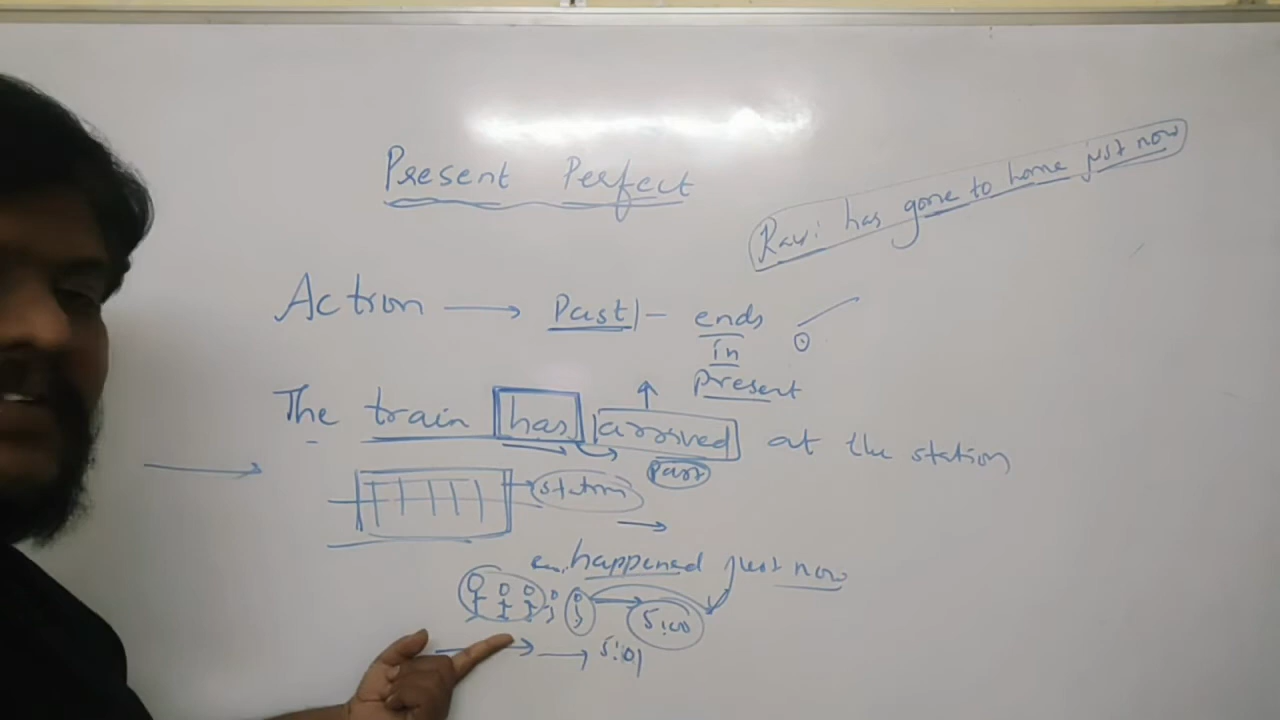 Present Perfect
Ravi has gone to home just now
Action → Past - ends
in
present
The train has arrived at the station
Past
station
happened just now
5:00
5:01